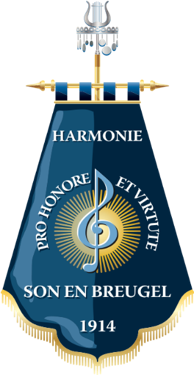 HARMONIE
PRO HONORE ET VIRTUTE
SON EN BREUGEL
1914